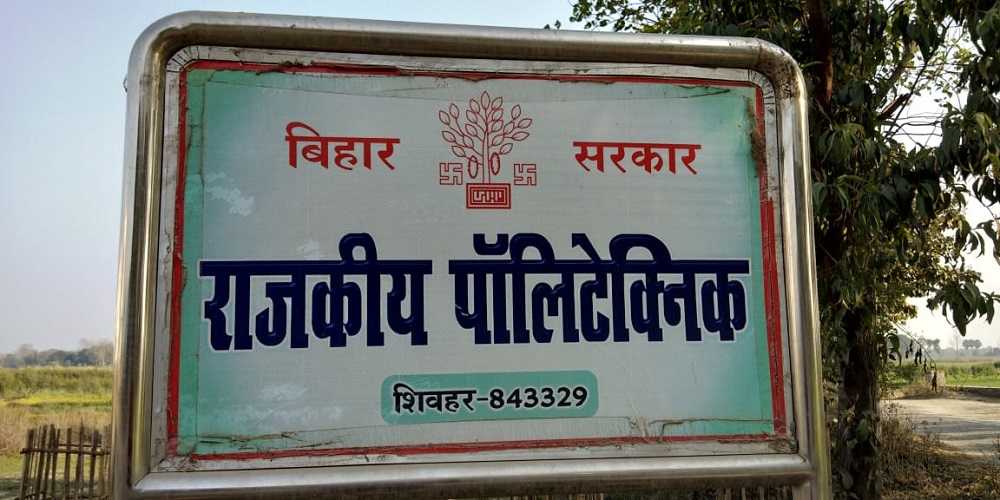 बिहार सरकार
राजकीय पॉलिटेक्निक
शिवहर-843329